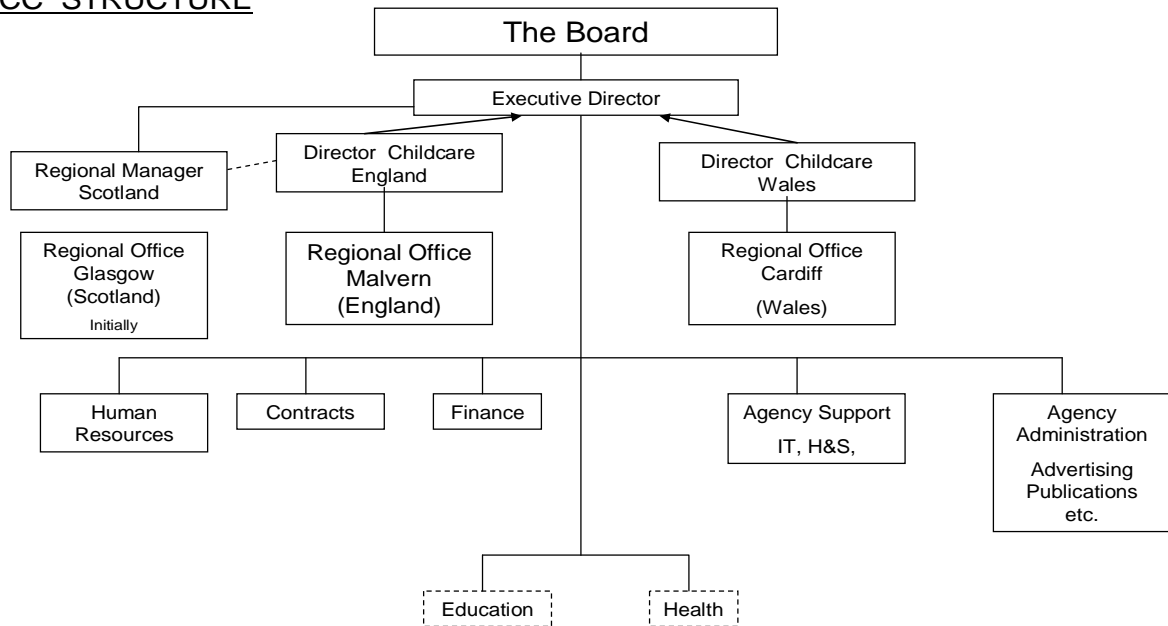 CC STRUCTURE
The Board
Executive Director
Regional Manager
Scotland
Director Childcare
England
Director Childcare
Wales
Regional Office
Glasgow
(Scotland)
Initially
Regional Office
Malvern
(England)
Regional Office
Cardiff
(Wales)
Human
Resources
Contracts
Finance
Agency Support
IT, H&S,
Agency
Administration
Advertising
Publications
etc.
Education
Health